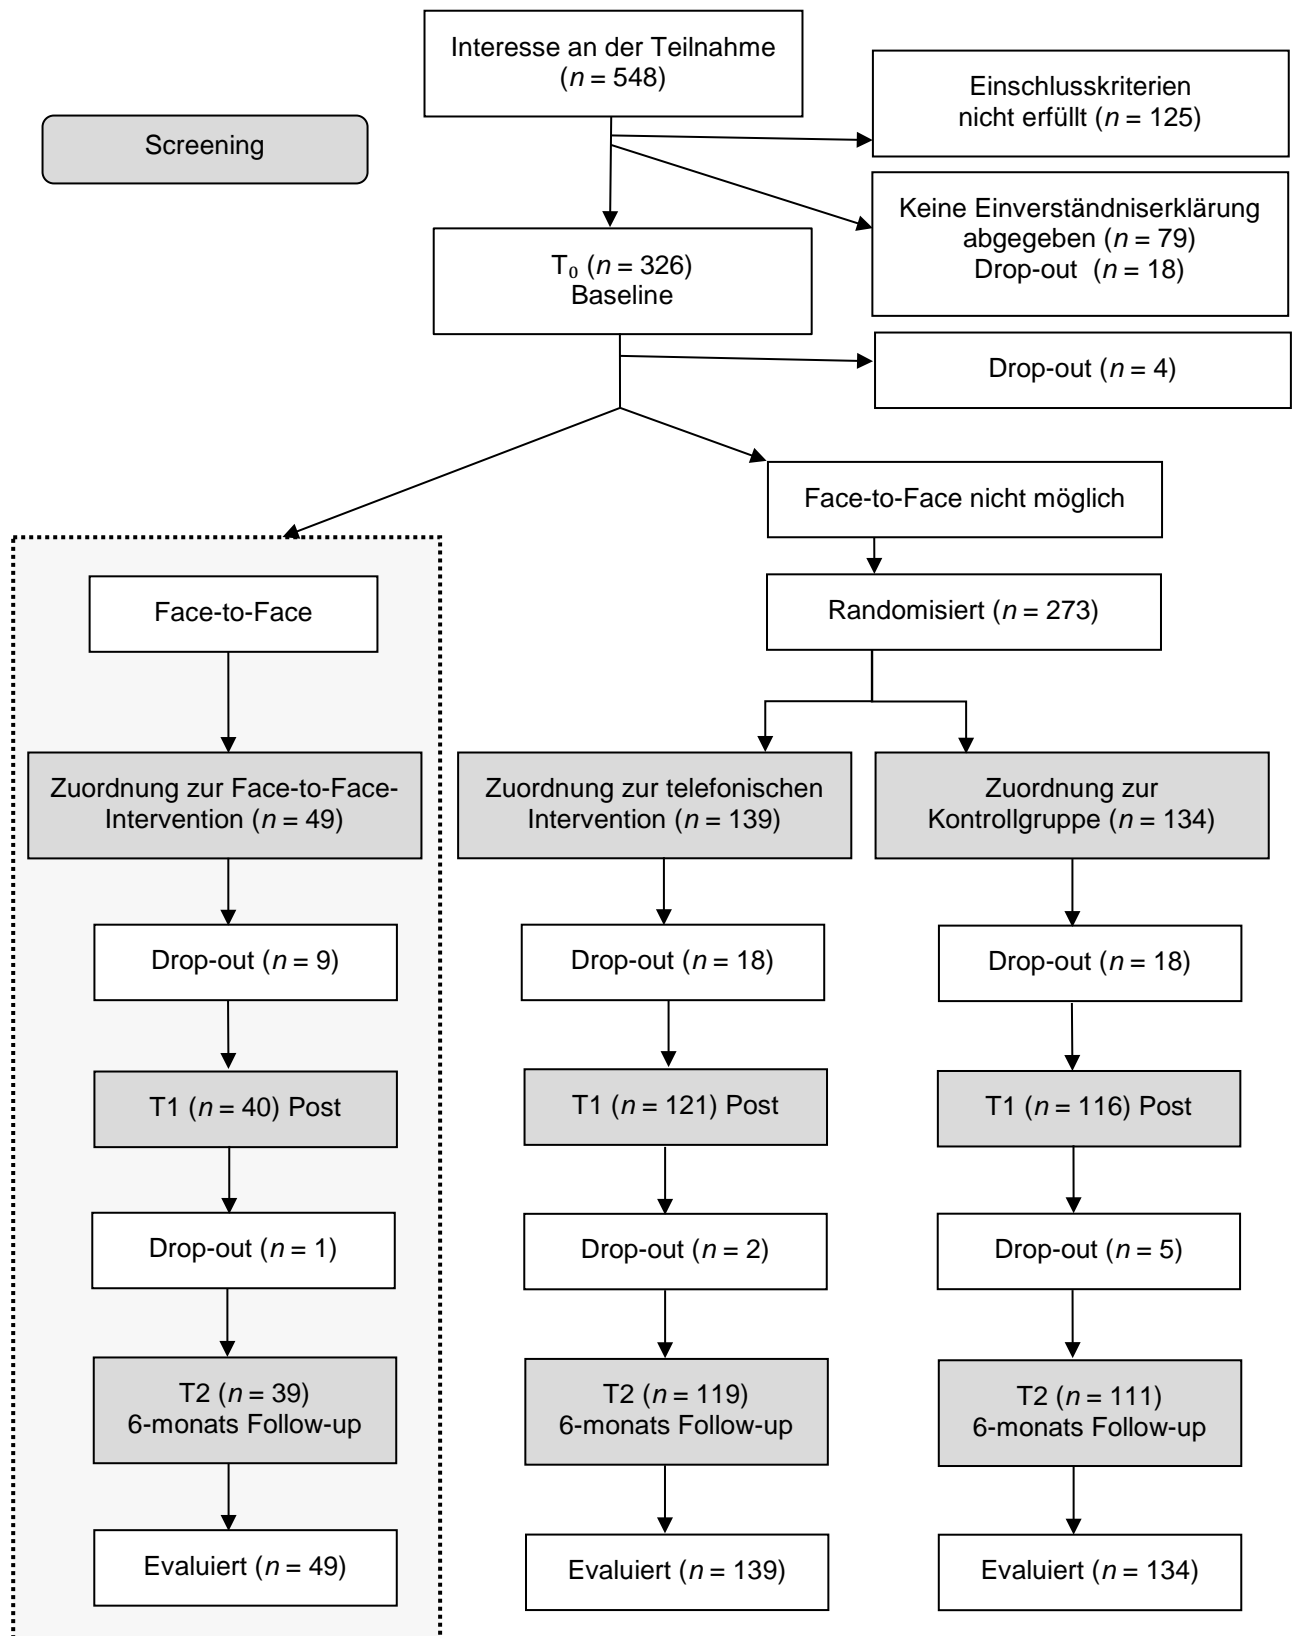 Interesse an der Teilnahme
(n = 548)
Einschlusskriterien
nicht erfüllt (n = 125)
Screening
Keine Einverständniserklärung
abgegeben (n = 79)
Drop-out (n = 18)
T₀ (n = 326)
Baseline
Drop-out (n = 4)
Face-to-Face nicht möglich
Face-to-Face
Randomisiert (n = 273)
Zuordnung zur Face-to-Face-
Intervention (n = 49)
Zuordnung zur telefonischen
Intervention (n = 139)
Zuordnung zur
Kontrollgruppe (n = 134)
Drop-out (n = 9)
Drop-out (n = 18)
Drop-out (n = 18)
T1 (n = 40) Post
T1 (n = 121) Post
T1 (n = 116) Post
Drop-out (n = 1)
Drop-out (n = 2)
Drop-out (n = 5)
T2 (n = 39)
6-monats Follow-up
T2 (n = 119)
6-monats Follow-up
T2 (n = 111)
6-monats Follow-up
Evaluiert (n = 49)
Evaluiert (n = 139)
Evaluiert (n = 134)